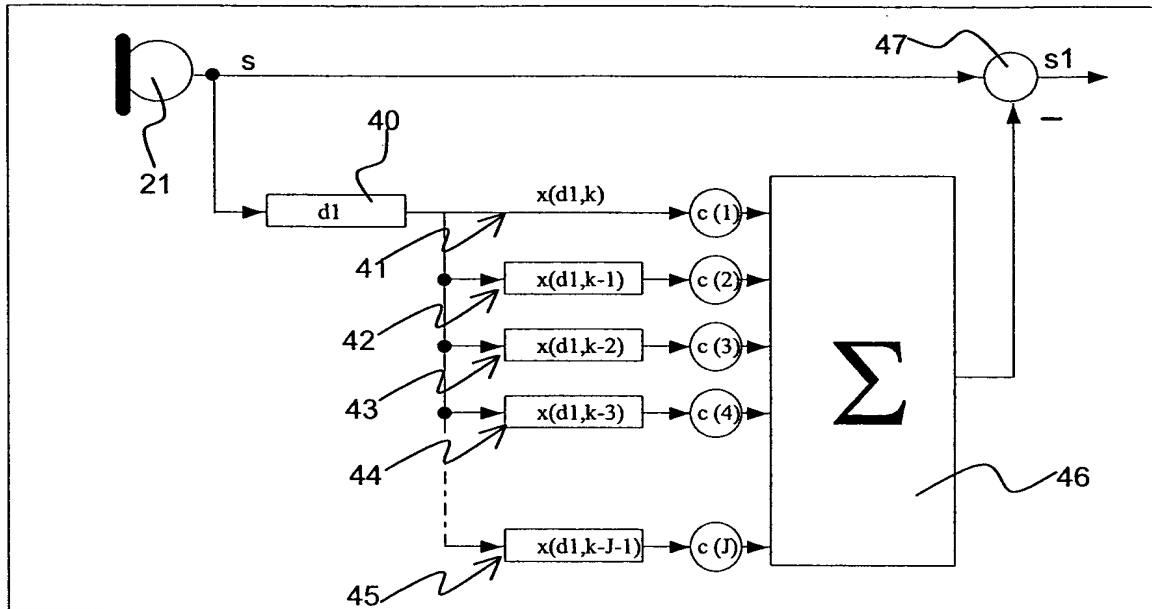 47
s
s1
40
−
21
d1
x(d1,k)
c (1)
41
x(d1,k-1)
c (2)
42
x(d1,k-2)
c (3)
Σ
43
x(d1,k-3)
c (4)
44
46
x(d1,k-J-1)
c (J)
45